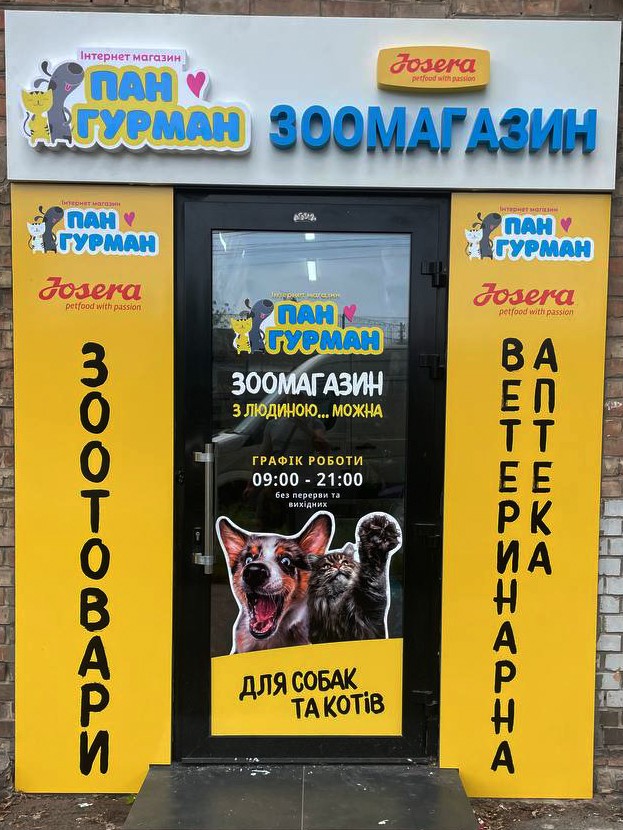 Інтернет магазин
ПАН
ГУРМАН
Josera
petfood with passion
ЗООМАГАЗИН
Інтернет магазин
ПАН
ГУРМАН
Josera
petfood with passion
ЗООТОВАРИ
Інтернет магазин
ПАН
ГУРМАН
ЗООМАГАЗИН
З ЛЮДИНОЮ... МОЖНА
ГРАФІК РОБОТИ
09:00 - 21:00
без перерви та
вихідних
ДЛЯ СОБАК
ТА КОТІВ
Інтернет магазин
ПАН
ГУРМАН
Josera
petfood with passion
ВЕТЕРИНАРНА
АПТЕКА